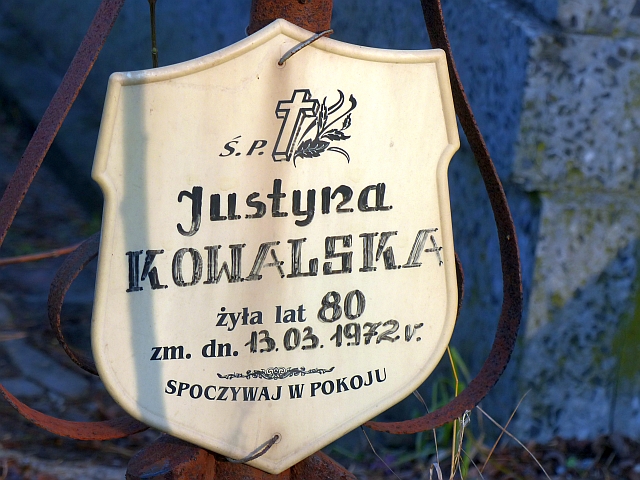 Ś.P.
Justyna
KOWALSKA
żyła lat 80
zm. dn. 13.03.1972 r.
SPOCZYWAJ W POKOJU